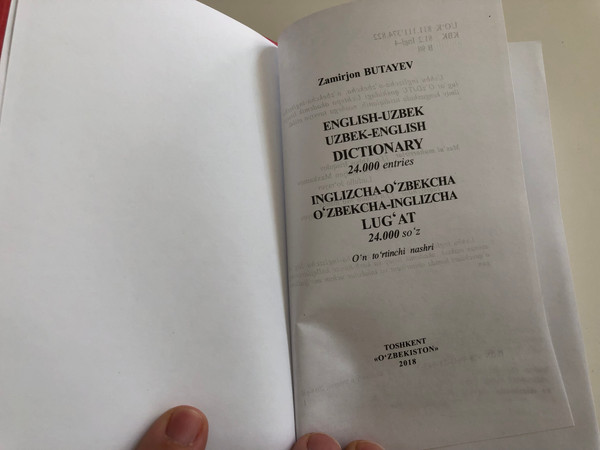 Zamirjon BUTAYEV
ENGLISH-UZBEK
UZBEK-ENGLISH
DICTIONARY
24.000 entries
INGLIZCHA-O‘ZBEKCHA
O‘ZBEKCHA-INGLIZCHA
LUG‘AT
24.000 so‘z
O‘n to‘rtinchi nashri
TOSHKENT
«O‘ZBEKISTON»
2018